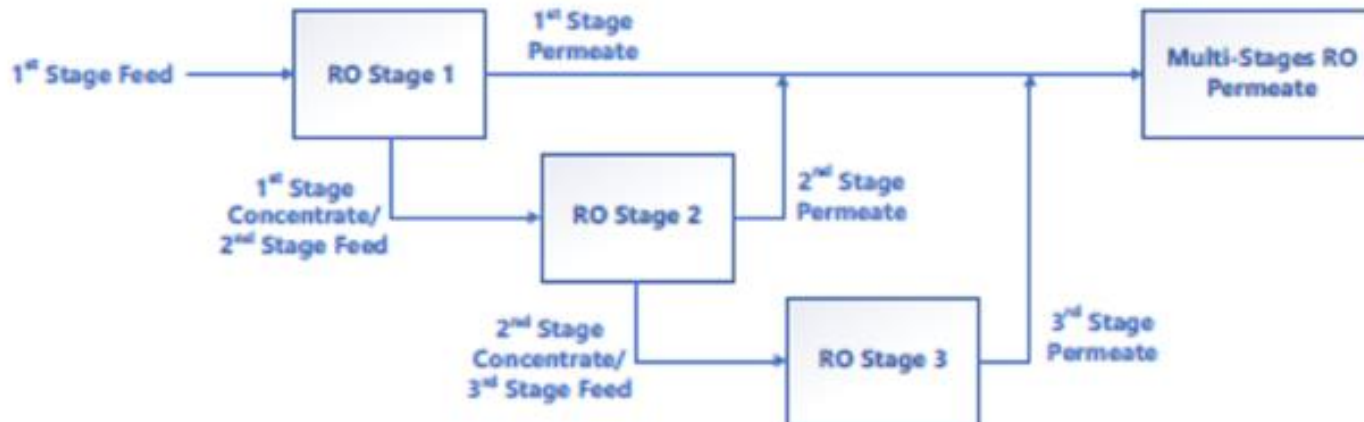 1st Stage
Permeate
1st Stage Feed
RO Stage 1
Multi-Stages RO
Permeate
1st Stage
Concentrate/
2nd Stage Feed
RO Stage 2
2nd Stage
Permeate
2nd Stage
Concentrate/
3rd Stage Feed
RO Stage 3
3rd Stage
Permeate